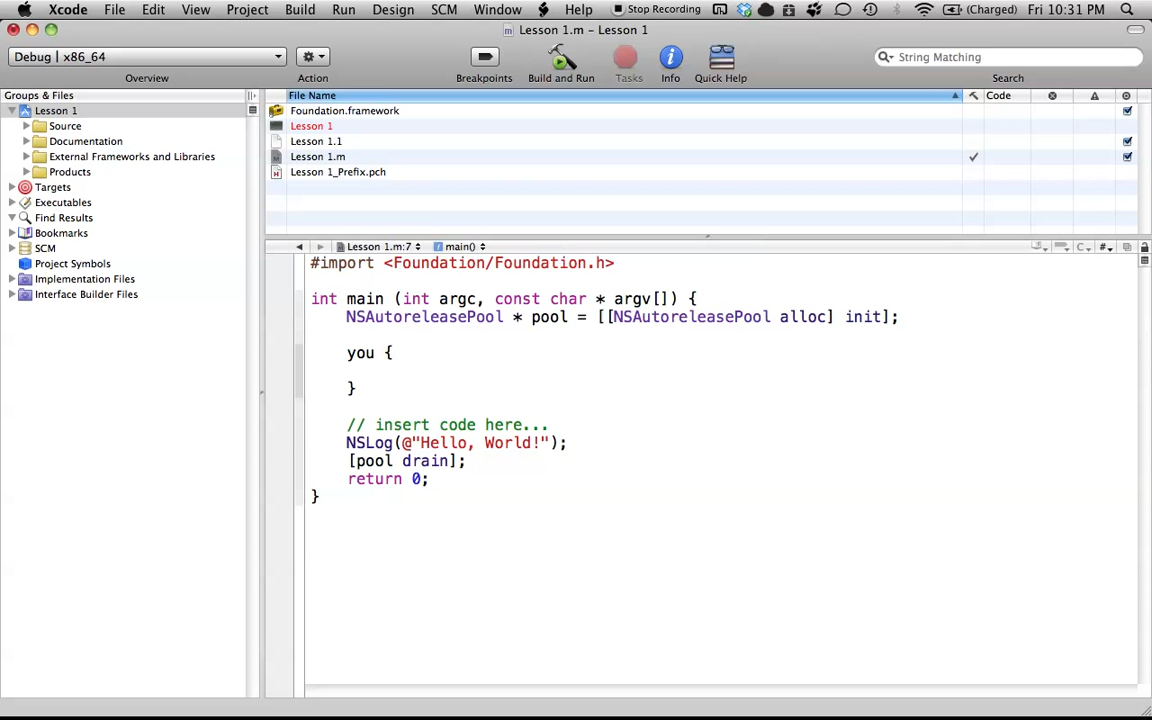 Xcode File Edit View Project Build Run Design SCM Window Help Stop Recording (Charged) Fri 10:31 PM
Lesson 1.m – Lesson 1
Debug | x86_64
String Matching
Overview Action Breakpoints Build and Run Tasks Info Quick Help Search
Groups & Files
Lesson 1
Source
Documentation
External Frameworks and Libraries
Products
Targets
Executables
Find Results
Bookmarks
SCM
Project Symbols
Implementation Files
Interface Builder Files
File Name Code
Foundation.framework
Lesson 1
Lesson 1.1
Lesson 1.m
Lesson 1_Prefix.pch
Lesson 1.m:7 main() C, #,
#import <Foundation/Foundation.h>
int main (int argc, const char * argv[]) {
NSAutoreleasePool * pool = [[NSAutoreleasePool alloc] init];
you {
}
// insert code here...
NSLog(@"Hello, World!");
[pool drain];
return 0;
}